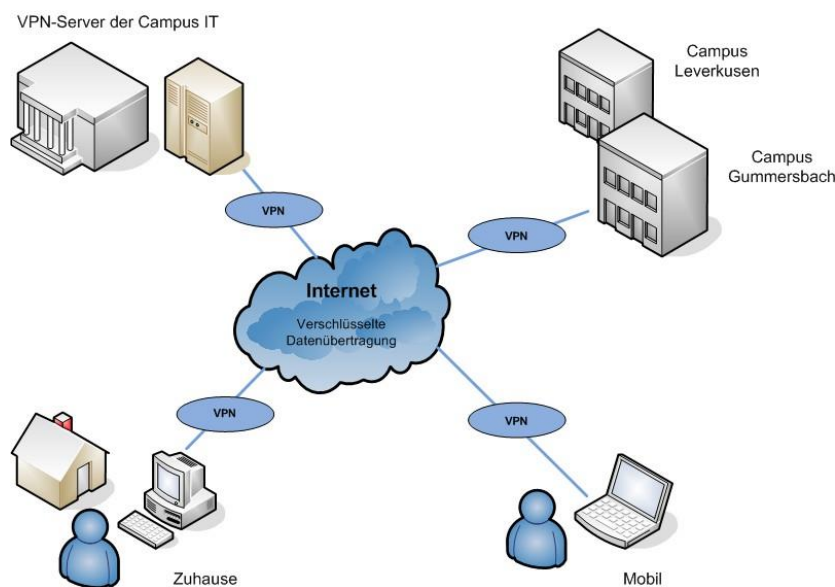 VPN-Server der Campus IT
Campus
Leverkusen
Campus
Gummersbach
VPN
VPN
Internet
Verschlüsselte
Datenübertragung
VPN
VPN
Zuhause
Mobil